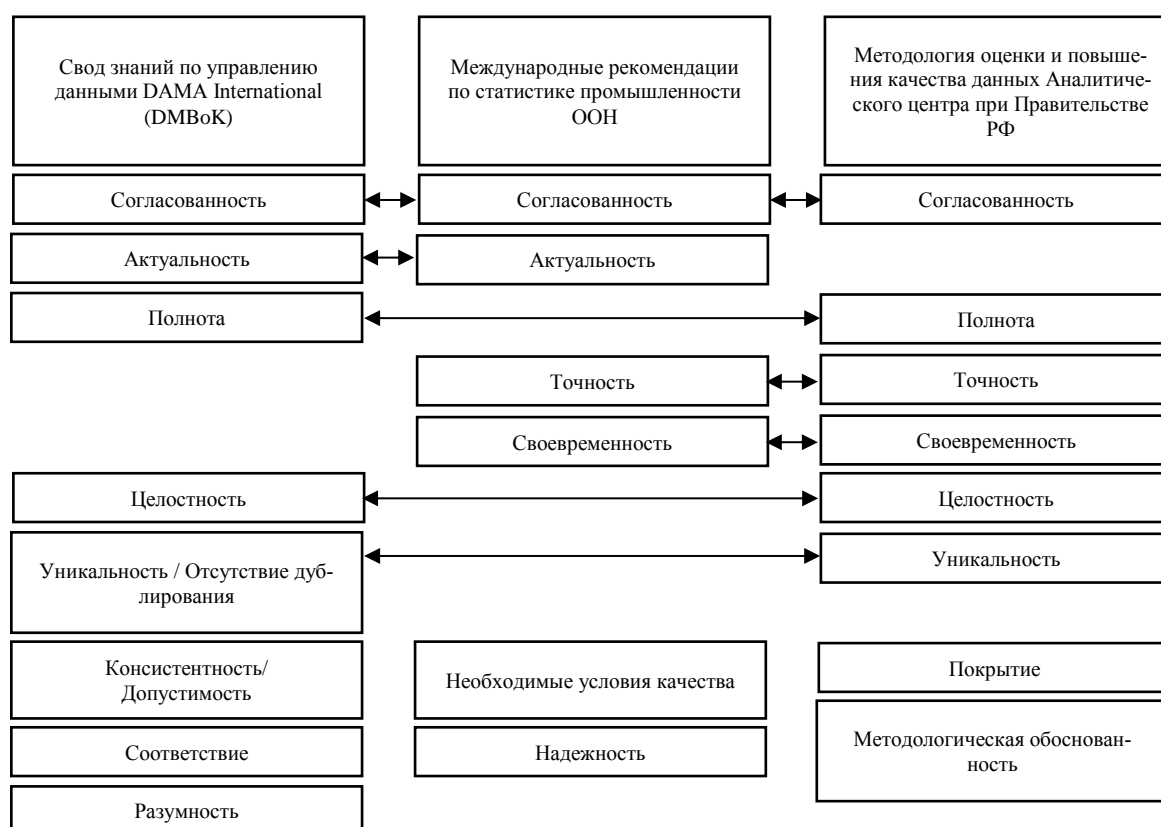 Свод знаний по управлению
данными DAMA International
(DMBoK)
Международные рекомендации
по статистике промышленности
ООН
Методология оценки и повыше-
ния качества данных Аналитиче-
ского центра при Правительстве
РФ
Согласованность
Согласованность
Согласованность
Актуальность
Актуальность
Полнота
Полнота
Точность
Точность
Своевременность
Своевременность
Целостность
Целостность
Уникальность / Отсутствие дуб-
лирования
Уникальность
Консистентность/
Допустимость
Необходимые условия качества
Покрытие
Соответствие
Надежность
Методологическая обоснован-
ность
Разумность